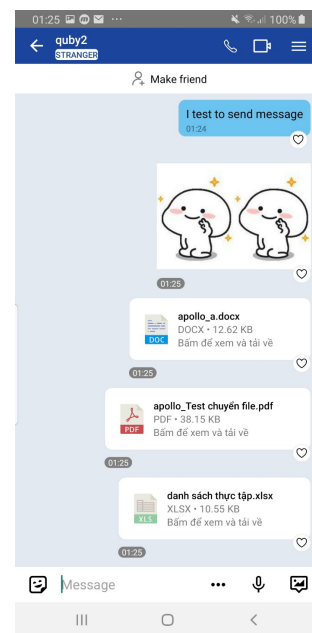 01:25
100%
quby2
STRANGER
Make friend
I test to send message
01:24
01:25
apollo_a.docx
DOCX • 12.62 KB
DOC
Bấm để xem và tải về
01:25
apollo_Test chuyển file.pdf
PDF • 38.15 KB
PDF
Bấm để xem và tải về
01:25
danh sách thực tập.xlsx
XLSX • 10.55 KB
XLS
Bấm để xem và tải về
01:25
Message